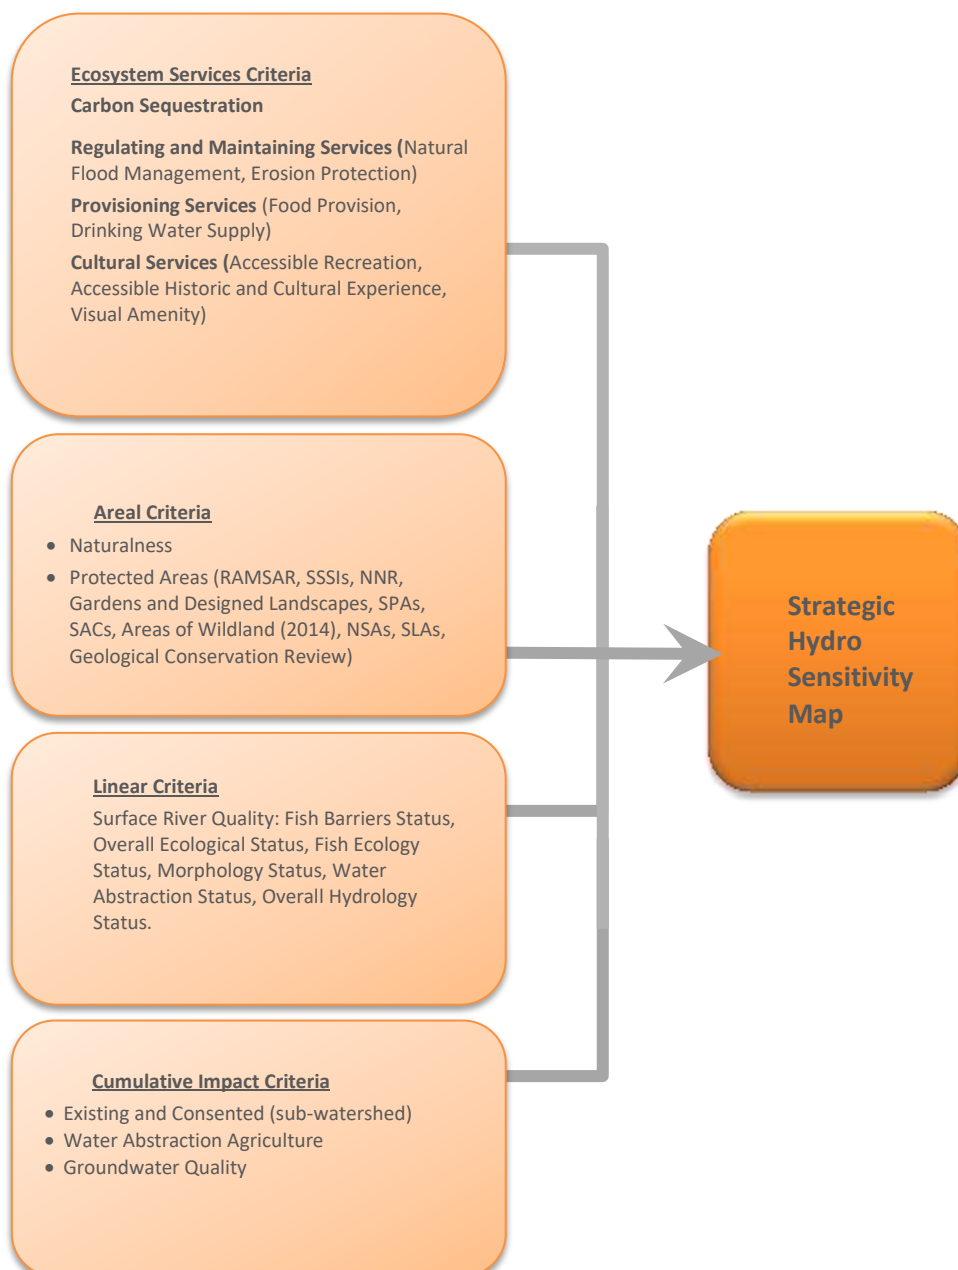 Ecosystem Services Criteria
Carbon Sequestration
Regulating and Maintaining Services (Natural
Flood Management, Erosion Protection)
Provisioning Services (Food Provision,
Drinking Water Supply)
Cultural Services (Accessible Recreation,
Accessible Historic and Cultural Experience,
Visual Amenity)
Areal Criteria
• Naturalness
• Protected Areas (RAMSAR, SSSIs, NNR,
Gardens and Designed Landscapes, SPAs,
SACs, Areas of Wildland (2014), NSAs, SLAs,
Geological Conservation Review)
Linear Criteria
Surface River Quality: Fish Barriers Status,
Overall Ecological Status, Fish Ecology
Status, Morphology Status, Water
Abstraction Status, Overall Hydrology
Status.
Cumulative Impact Criteria
• Existing and Consented (sub-watershed)
• Water Abstraction Agriculture
• Groundwater Quality
Strategic
Hydro
Sensitivity
Map